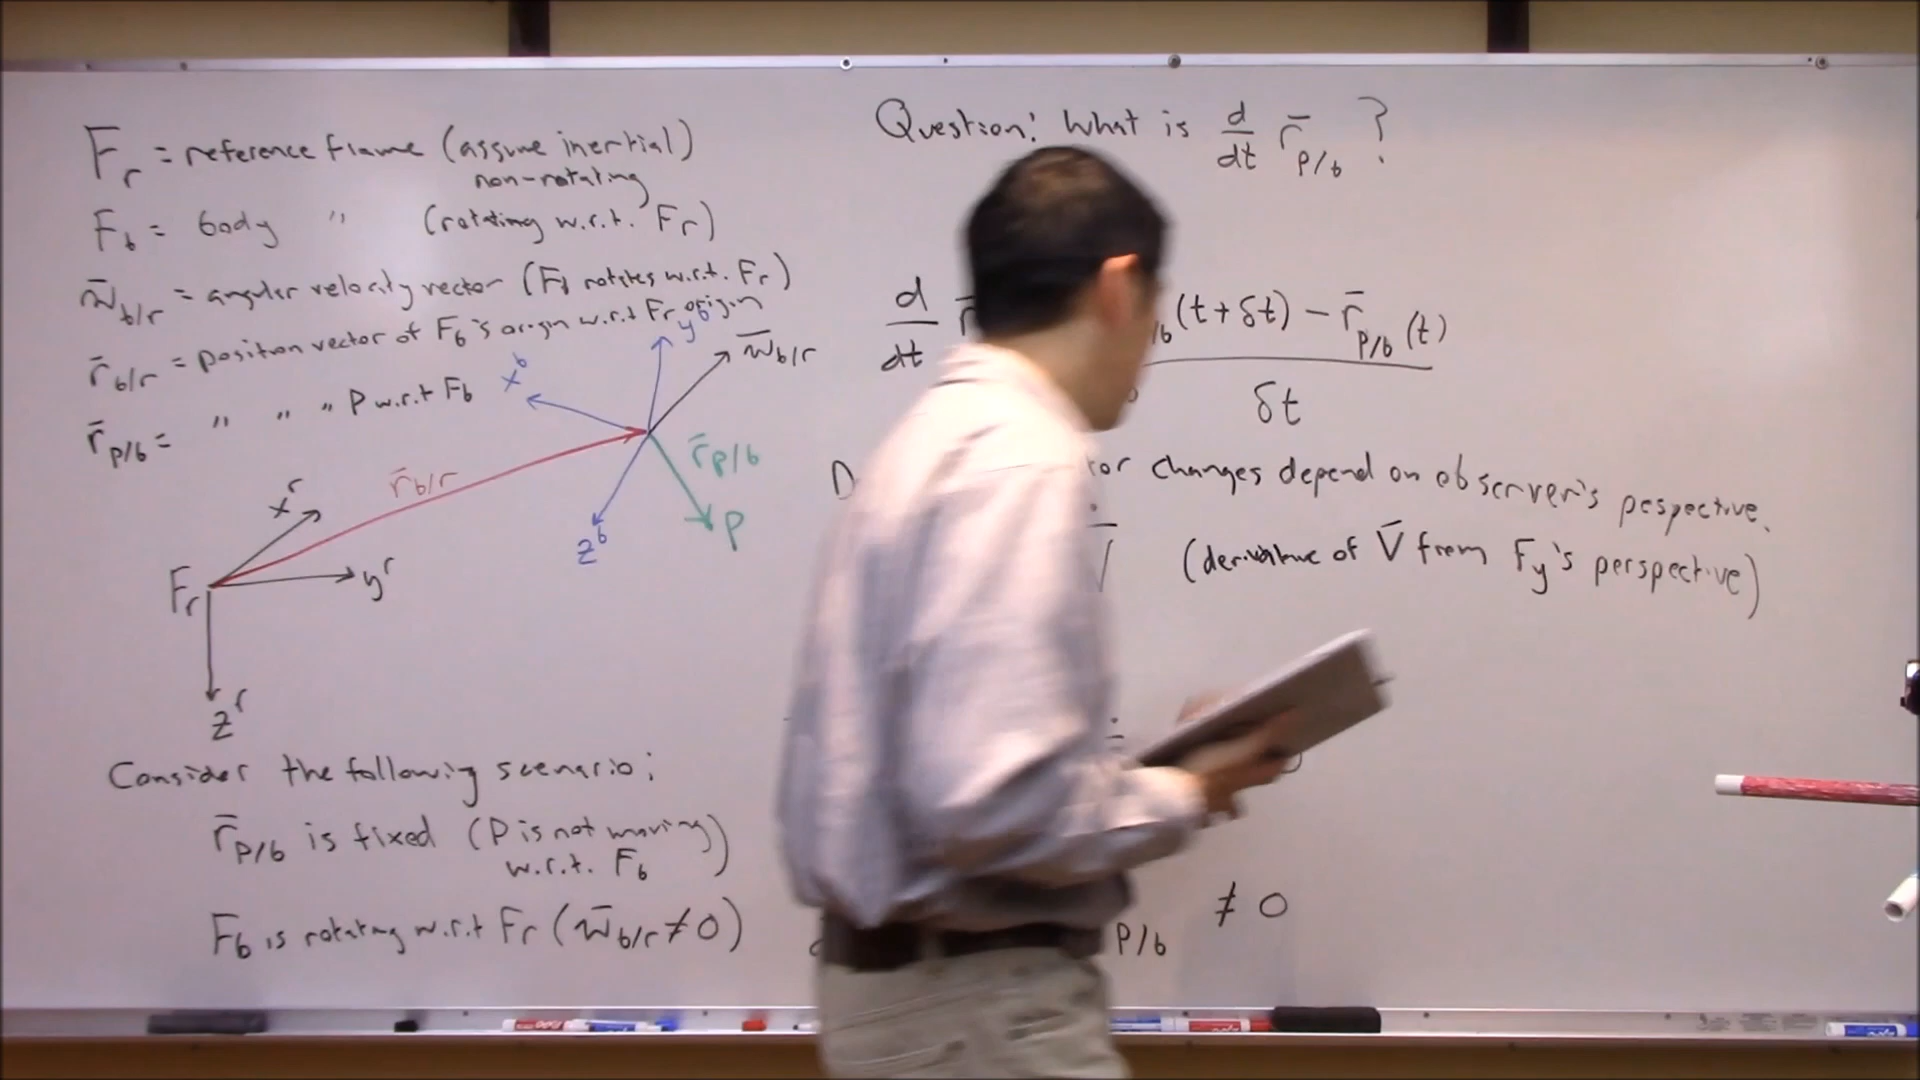 F_r = reference frame (assume inertial)
non-rotating
F_b = body " (rotating w.r.t. F_r)
ω̄_b/r = angular velocity vector (F_b rotates w.r.t. F_r)
r̄_b/r = position vector of F_b's origin w.r.t F_r origin
r̄_P/b = " " " P w.r.t F_b
x^b
y^b
ω̄_b/r
r̄_P/b
z^b
P
r̄_b/r
x^r
F_r
y^r
z^r
Consider the following scenario:
r̄_P/b is fixed (P is not moving)
w.r.t. F_b
F_b is rotating w.r.t F_r (ω̄_b/r ≠ 0)
Question: What is d/dt r̄_P/b ?
d/dt
(t+δt) - r̄_P/b (t)
δt
changes depend on observer's pespective.
(derivative of V̄ from F_y's perspective)
P/b ≠ 0